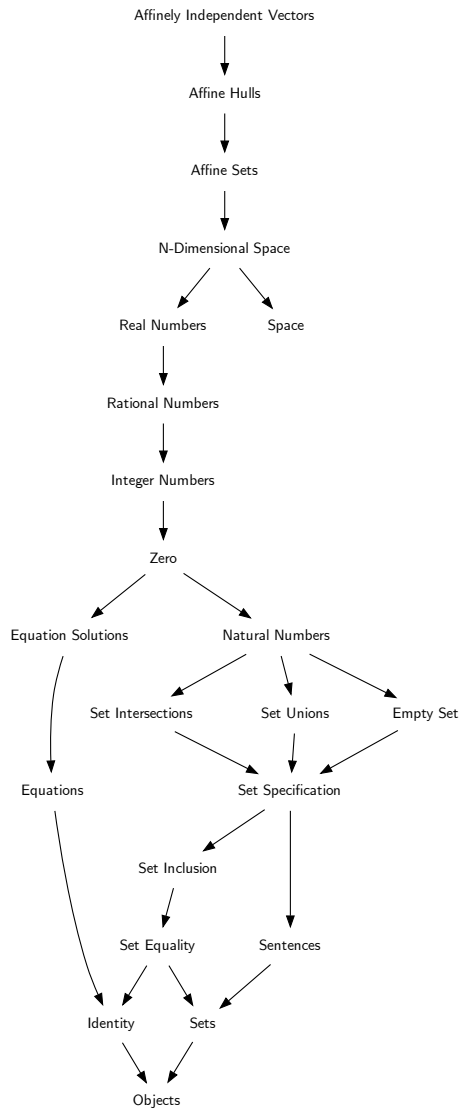 Affinely Independent Vectors
Affine Hulls
Affine Sets
N-Dimensional Space
Real Numbers
Space
Rational Numbers
Integer Numbers
Zero
Equation Solutions
Natural Numbers
Set Intersections
Set Unions
Empty Set
Equations
Set Specification
Set Inclusion
Set Equality
Sentences
Identity
Sets
Objects